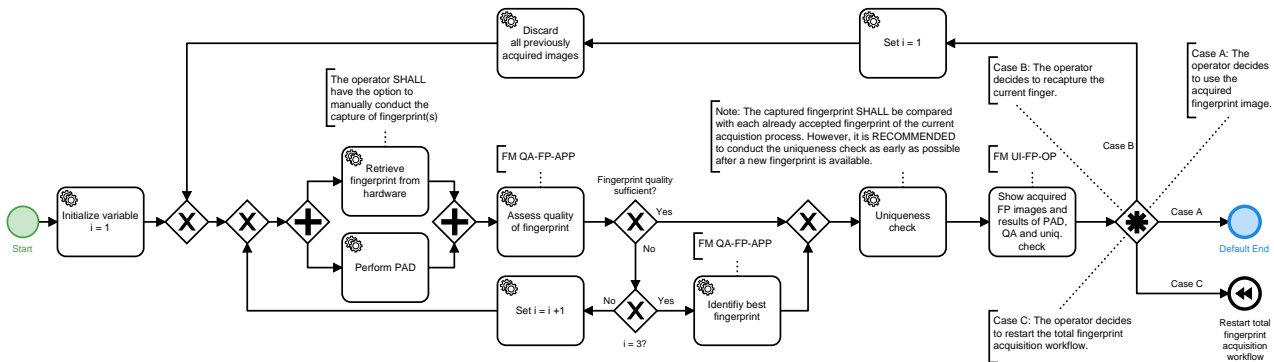 Discard
all previously
acquired images
Set i = 1
Case B: The operator
decides to recapture the
current finger.
Case A: The
operator decides
to use the
acquired
fingerprint image.
The operator SHALL
have the option to
manually conduct the
capture of fingerprint(s)
Note: The captured fingerprint SHALL be compared
with each already accepted fingerprint of the current
acquistion process. However, it is RECOMMENDED
to conduct the uniqueness check as early as possible
after a new fingerprint is available.
Case B
FM QA-FP-APP
FM UI-FP-OP
Retrieve
fingerprint from
hardware
Fingerprint quality
sufficient?
Initialize variable
i = 1
Assess quality
of fingerprint
Yes
Uniqueness
check
Show acquired
FP images and
results of PAD,
QA and uniq.
check
Case A
Start
Default End
No
FM QA-FP-APP
Perform PAD
Set i = i +1
No
Yes
Identifiy best
fingerprint
Case C
i = 3?
Case C: The operator decides
to restart the total fingerprint
acquisition workflow.
Restart total
fingerprint
acquisition
workflow